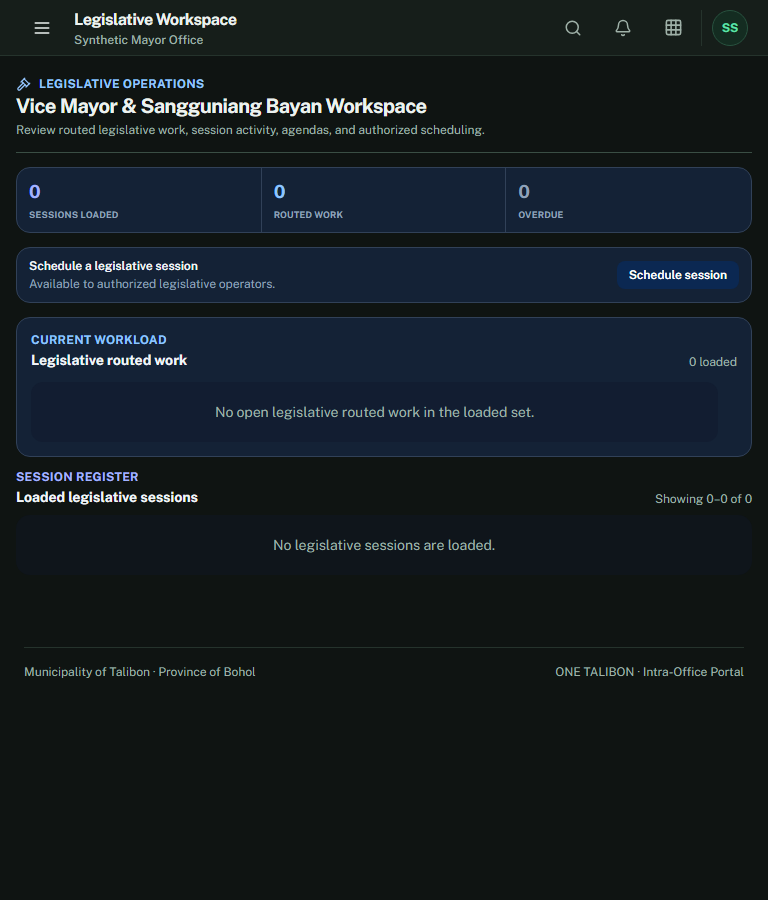 Legislative Workspace
Synthetic Mayor Office
SS
LEGISLATIVE OPERATIONS
Vice Mayor & Sangguniang Bayan Workspace
Review routed legislative work, session activity, agendas, and authorized scheduling.
0
SESSIONS LOADED
0
ROUTED WORK
0
OVERDUE
Schedule a legislative session
Available to authorized legislative operators.
Schedule session
CURRENT WORKLOAD
Legislative routed work
0 loaded
No open legislative routed work in the loaded set.
SESSION REGISTER
Loaded legislative sessions
Showing 0–0 of 0
No legislative sessions are loaded.
Municipality of Talibon · Province of Bohol
ONE TALIBON · Intra-Office Portal